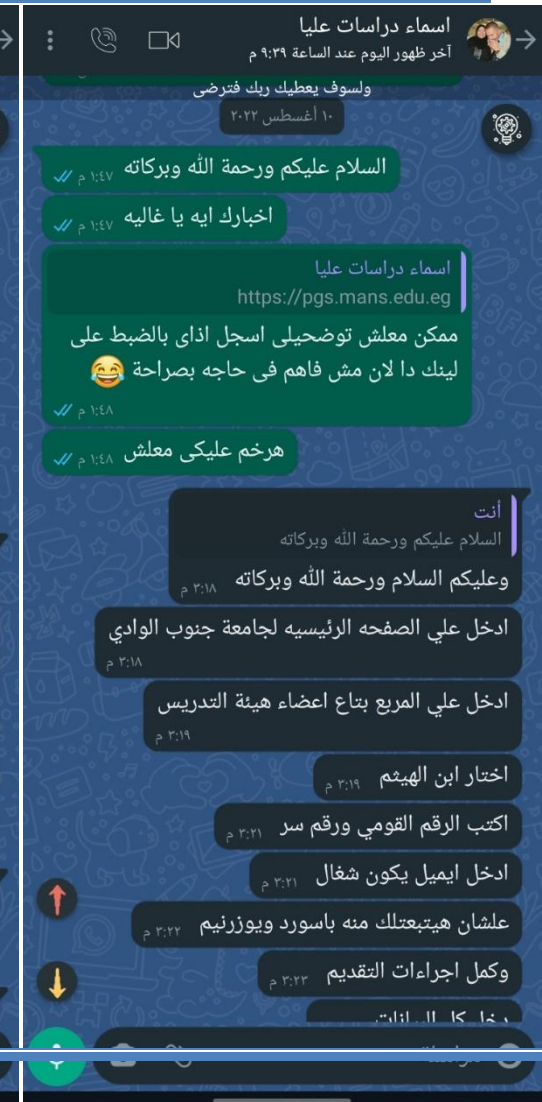 اسماء دراسات عليا
آخر ظهور اليوم عند الساعة ٩:٣٩ م
ولسوف يعطيك ربك فترضى
١٠ أغسطس ٢٠٢٢
السلام عليكم ورحمة الله وبركاته ١:٤٧ م
اخبارك ايه يا غاليه ١:٤٧ م
اسماء دراسات عليا
https://pgs.mans.edu.eg
ممكن معلش توضحيلى اسجل اذاى بالضبط على
لينك دا لان مش فاهم فى حاجه بصراحة 😂
١:٤٨ م
هرخم عليكى معلش ١:٤٨ م
أنت
السلام عليكم ورحمة الله وبركاته
وعليكم السلام ورحمة الله وبركاته ٣:١٨ م
ادخل علي الصفحه الرئيسيه لجامعة جنوب الوادي
٣:١٨ م
ادخل علي المربع بتاع اعضاء هيئة التدريس
٣:١٩ م
اختار ابن الهيثم ٣:١٩ م
اكتب الرقم القومي ورقم سر ٣:٢١ م
ادخل ايميل يكون شغال ٣:٢١ م
علشان هيتبعتلك منه باسورد ويوزرنيم ٣:٢٢ م
وكمل اجراءات التقديم ٣:٢٣ م
دخل كل البيانات